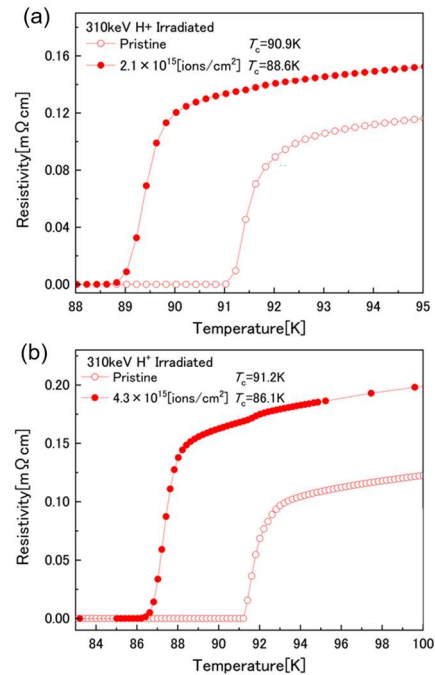 (a)
310keV H+ Irradiated
Pristine Tc=90.9K
2.1×10¹⁵[ions/cm²] Tc=88.6K
0.16
0.12
0.08
0.04
0.00
Resistivity[mΩcm]
88 89 90 91 92 93 94 95
Temperature[K]
(b)
310keV H⁺ Irradiated
Pristine Tc=91.2K
4.3×10¹⁵[ions/cm²] Tc=86.1K
0.20
0.15
0.10
0.05
0.00
Resistivity[mΩcm]
84 86 88 90 92 94 96 98 100
Temperature[K]